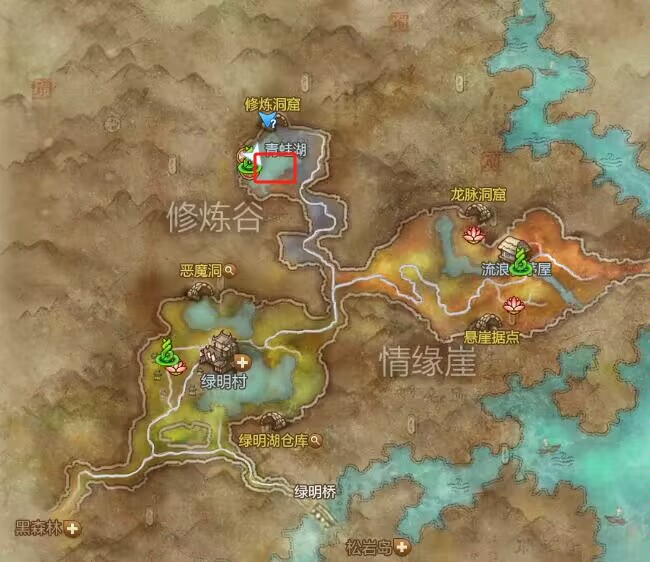 修炼洞窟
?
青蛙湖
龙脉洞窟
修炼谷
流浪
茶屋
恶魔洞
悬崖据点
情缘崖
绿明村
绿明湖仓库
绿明桥
黑森林
松岩岛